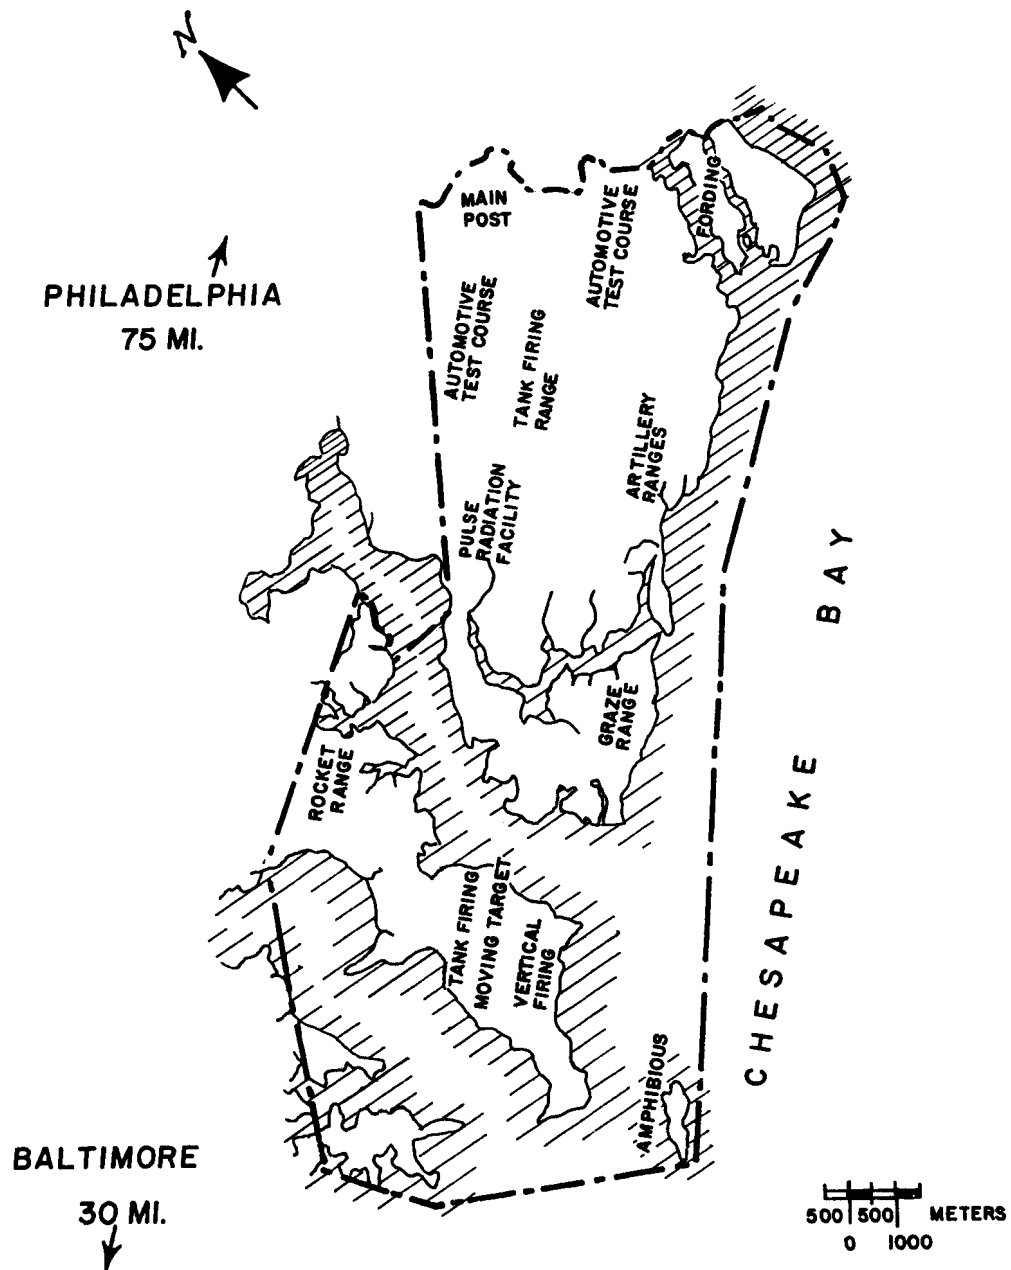 N
MAIN
POST
FORDING
AUTOMOTIVE
TEST COURSE
PHILADELPHIA
75 MI.
AUTOMOTIVE
TEST COURSE
TANK FIRING
RANGE
ARTILLERY
RANGES
PULSE
RADIATION
FACILITY
GRAZE
RANGE
ROCKET
RANGE
TANK FIRING
MOVING TARGET
VERTICAL
FIRING
CHESAPEAKE BAY
AMPHIBIOUS
BALTIMORE
30 MI.
500 500 METERS
0 1000